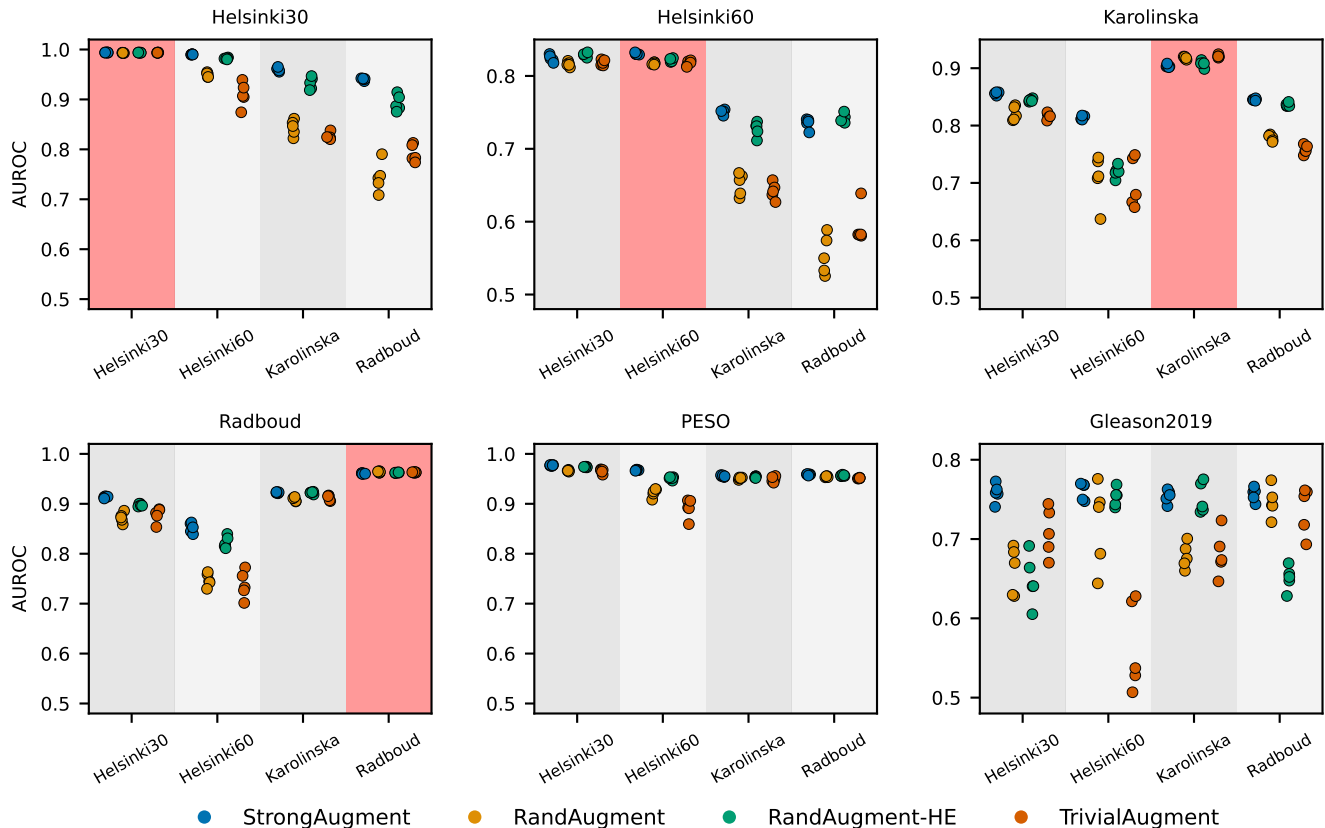 Helsinki30
Helsinki60
Karolinska
AUROC
1.0
0.9
0.8
0.7
0.6
0.5
0.8
0.7
0.6
0.5
0.9
0.8
0.7
0.6
0.5
Helsinki30
Helsinki60
Karolinska
Radboud
Helsinki30
Helsinki60
Karolinska
Radboud
Helsinki30
Helsinki60
Karolinska
Radboud
Radboud
PESO
Gleason2019
AUROC
1.0
0.9
0.8
0.7
0.6
0.5
1.0
0.9
0.8
0.7
0.6
0.5
0.8
0.7
0.6
0.5
Helsinki30
Helsinki60
Karolinska
Radboud
Helsinki30
Helsinki60
Karolinska
Radboud
Helsinki30
Helsinki60
Karolinska
Radboud
StrongAugment
RandAugment
RandAugment-HE
TrivialAugment